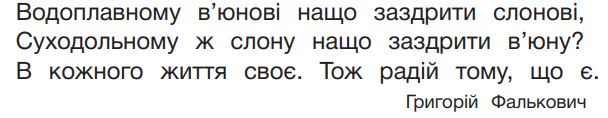 Водоплавному в’юнові нащо заздрити слонові,
Суходольному ж слону нащо заздрити в’юну?
В кожного життя своє. Тож радій тому, що є.
Григорій Фалькович